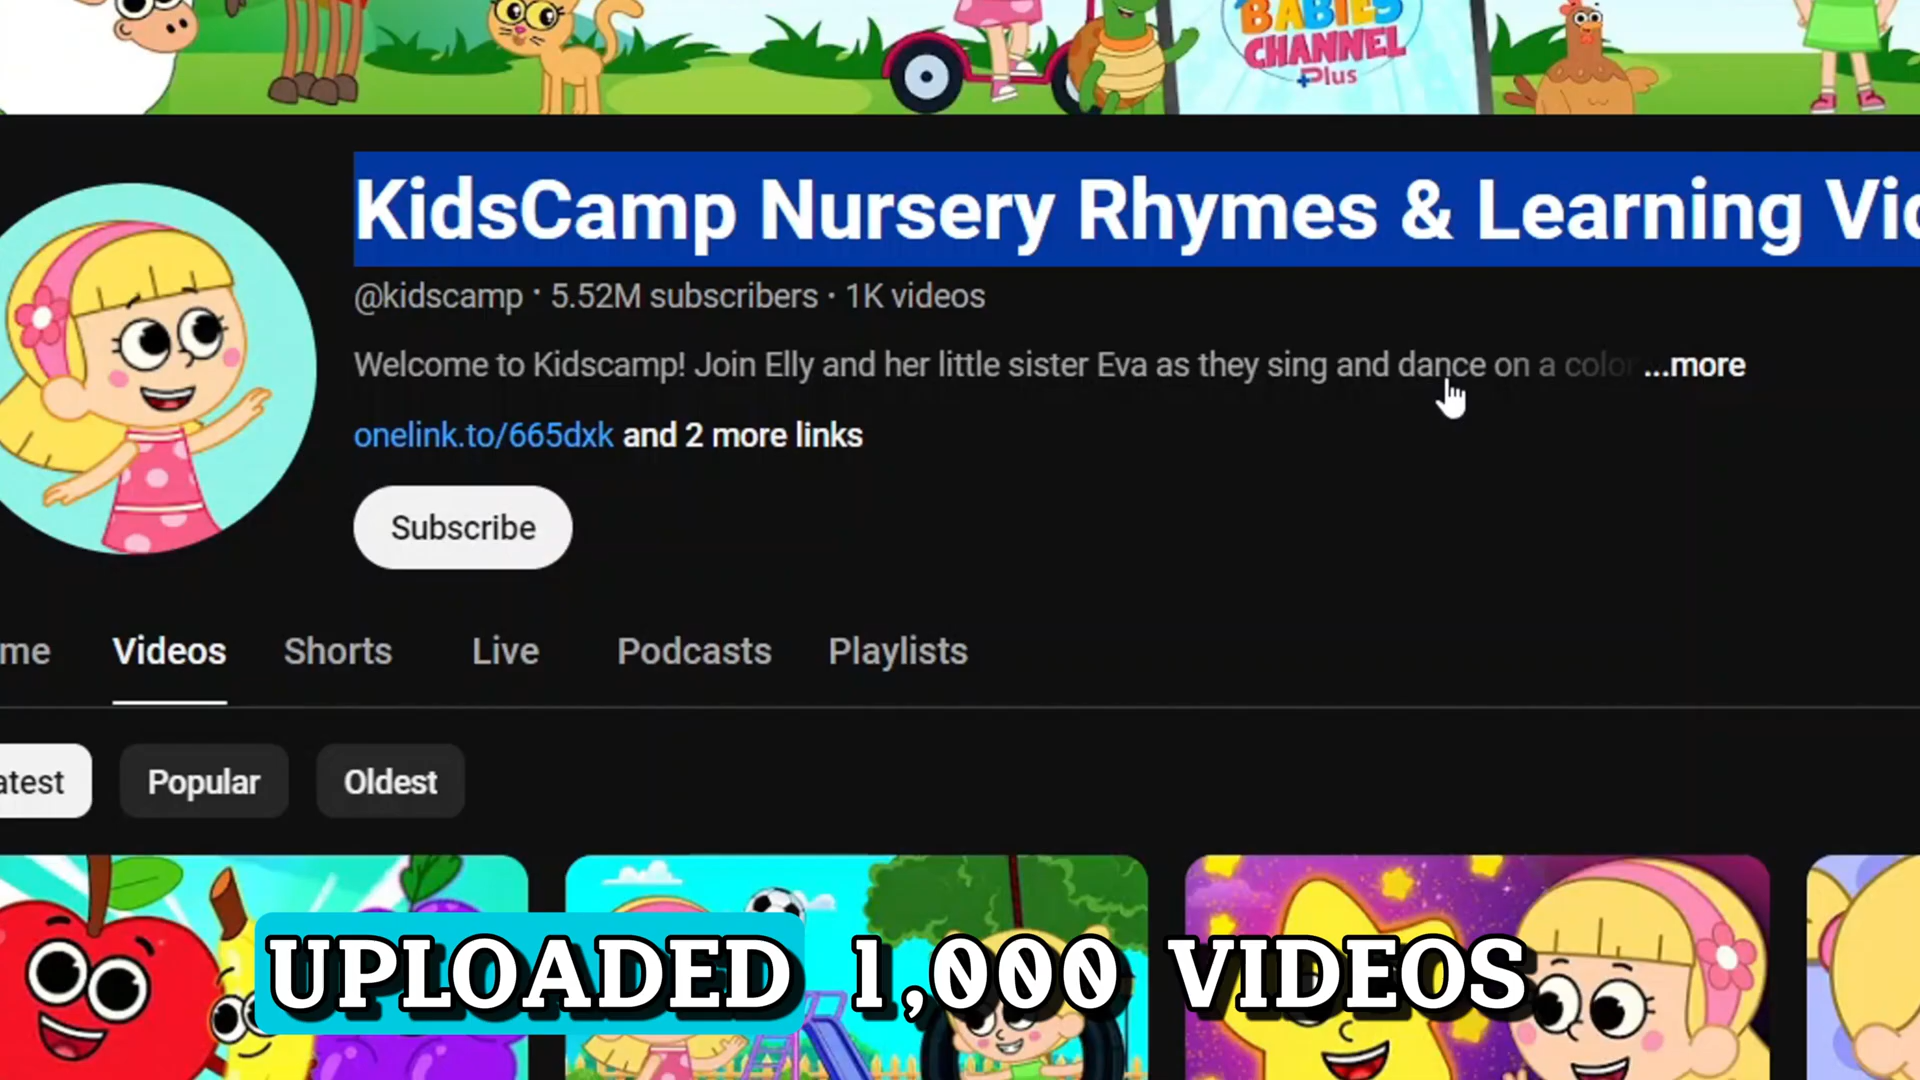 BABIES
CHANNEL
+Plus
KidsCamp Nursery Rhymes & Learning Vid
@kidscamp · 5.52M subscribers · 1K videos
Welcome to Kidscamp! Join Elly and her little sister Eva as they sing and dance on a color ...more
onelink.to/665dxk and 2 more links
Subscribe
me Videos Shorts Live Podcasts Playlists
atest Popular Oldest
UPLOADED 1,000 VIDEOS